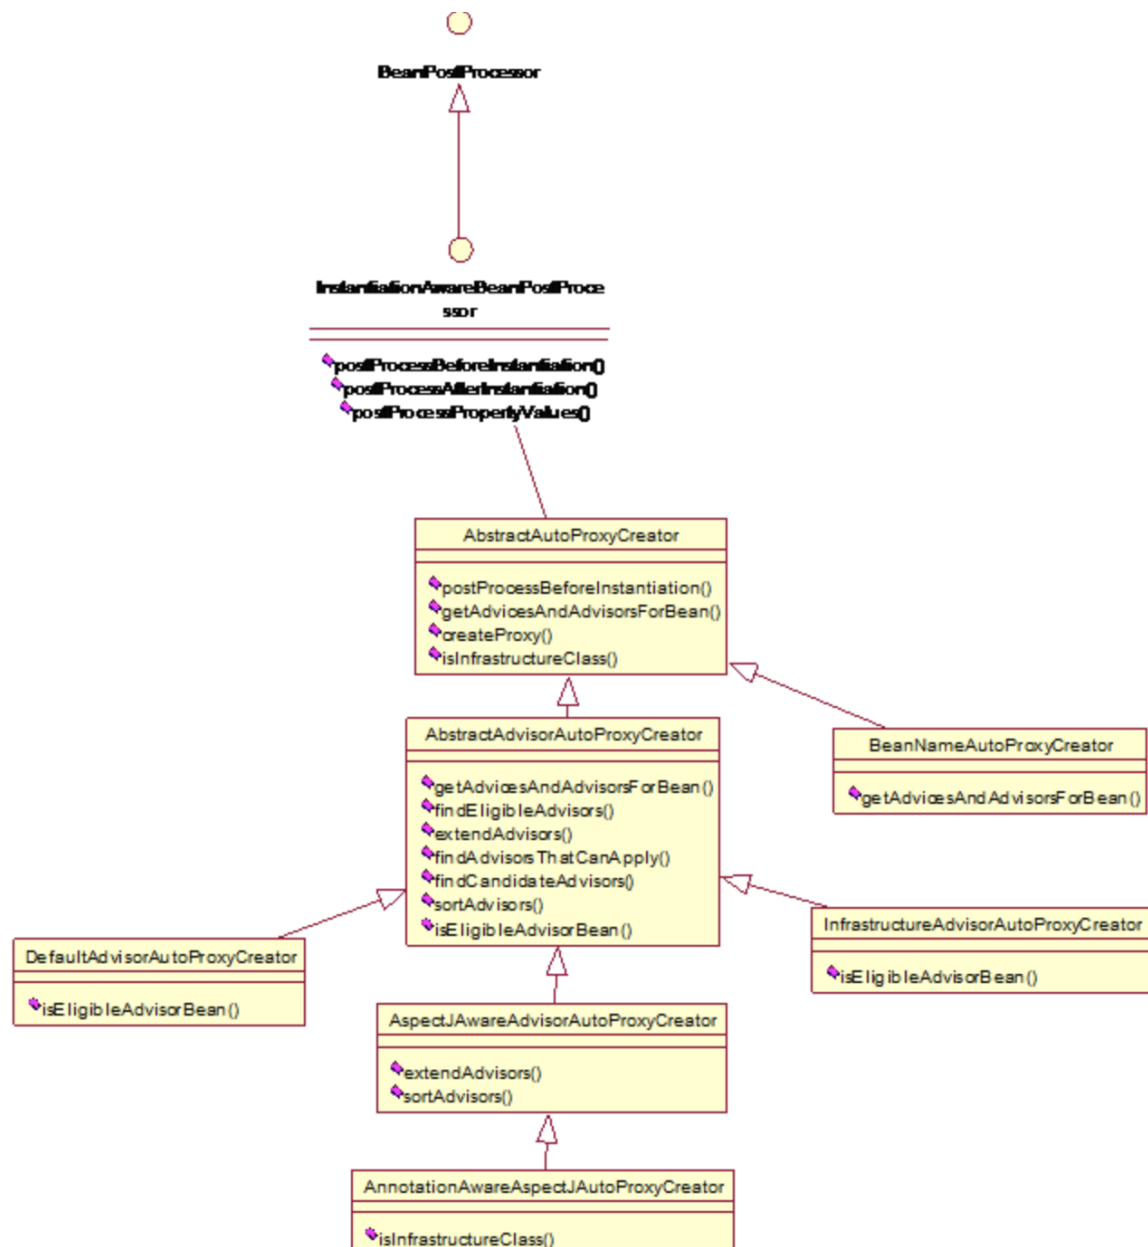 BeanPostProcessor
InstantiationAwareBeanPostProce
ssor
postProcessBeforeInstantiation()
postProcessAfterInstantiation()
postProcessPropertyValues()
AbstractAutoProxyCreator
postProcessBeforeInstantiation()
getAdvicesAndAdvisorsForBean()
createProxy()
isInfrastructureClass()
AbstractAdvisorAutoProxyCreator
getAdvicesAndAdvisorsForBean()
findEligibleAdvisors()
extendAdvisors()
findAdvisorsThatCanApply()
findCandidateAdvisors()
sortAdvisors()
isEligibleAdvisorBean()
BeanNameAutoProxyCreator
getAdvicesAndAdvisorsForBean()
DefaultAdvisorAutoProxyCreator
isEligibleAdvisorBean()
InfrastructureAdvisorAutoProxyCreator
isEligibleAdvisorBean()
AspectJAwareAdvisorAutoProxyCreator
extendAdvisors()
sortAdvisors()
AnnotationAwareAspectJAutoProxyCreator
isInfrastructureClass()